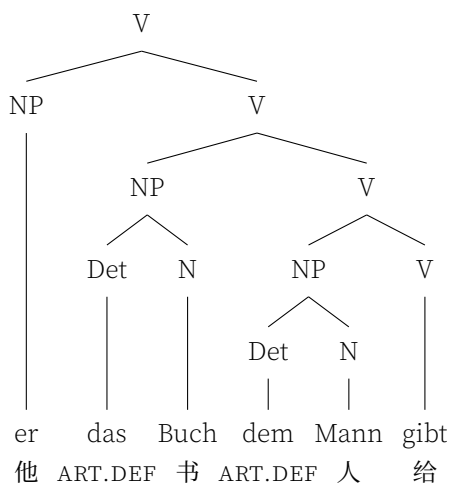 V
NP V
NP V
Det N NP V
Det N
er das Buch dem Mann gibt
他 ART.DEF 书 ART.DEF 人 给